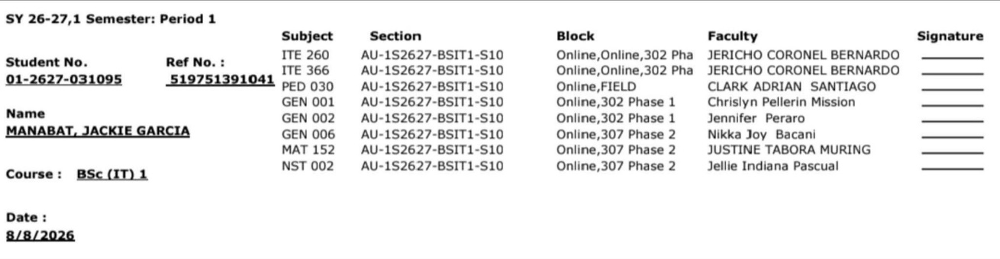 SY 26-27,1 Semester: Period 1
Student No. Ref No. :
01-2627-031095 519751391041
Name
MANABAT, JACKIE GARCIA
Course : BSc (IT) 1
Date :
8/8/2026
Subject Section Block Faculty Signature
ITE 260 AU-1S2627-BSIT1-S10 Online,Online,302 Pha JERICHO CORONEL BERNARDO
ITE 366 AU-1S2627-BSIT1-S10 Online,Online,302 Pha JERICHO CORONEL BERNARDO
PED 030 AU-1S2627-BSIT1-S10 Online,FIELD CLARK ADRIAN SANTIAGO
GEN 001 AU-1S2627-BSIT1-S10 Online,302 Phase 1 Chrislyn Pellerin Mission
GEN 002 AU-1S2627-BSIT1-S10 Online,302 Phase 1 Jennifer Peraro
GEN 006 AU-1S2627-BSIT1-S10 Online,307 Phase 2 Nikka Joy Bacani
MAT 152 AU-1S2627-BSIT1-S10 Online,307 Phase 2 JUSTINE TABORA MURING
NST 002 AU-1S2627-BSIT1-S10 Online,307 Phase 2 Jellie Indiana Pascual